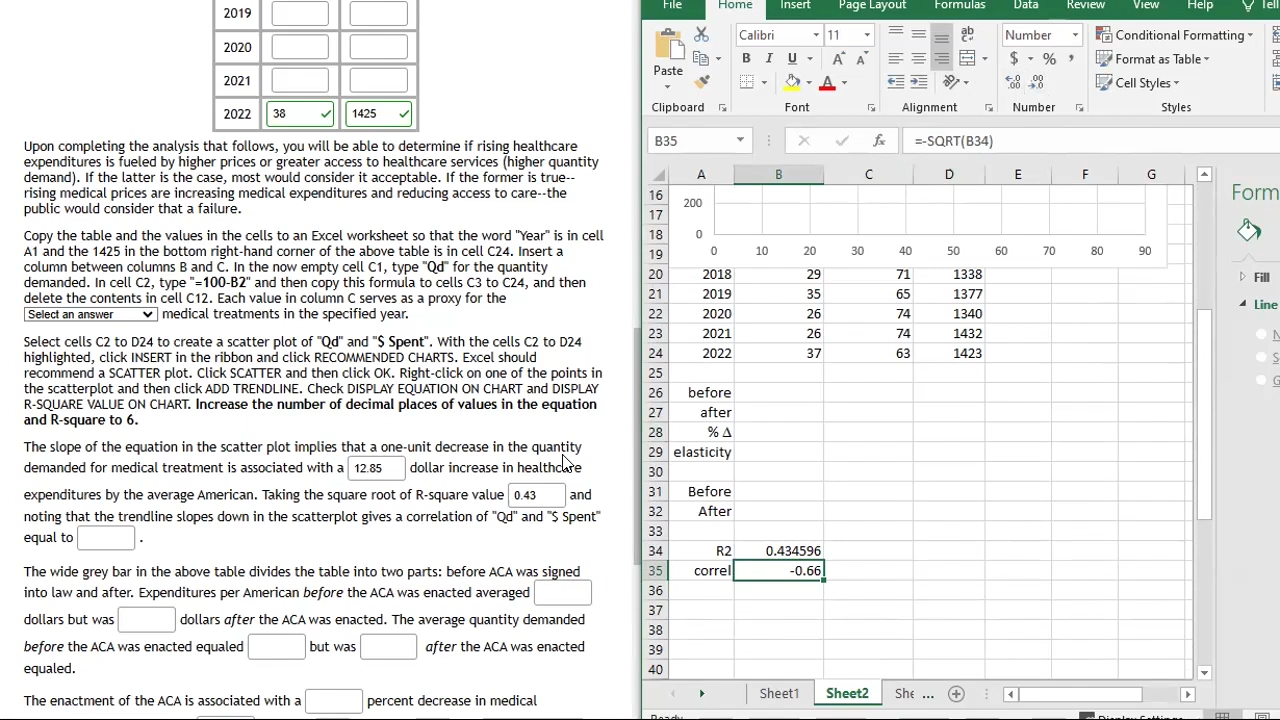 2019
2020
2021
2022 38 1425
Upon completing the analysis that follows, you will be able to determine if rising healthcare
expenditures is fueled by higher prices or greater access to healthcare services (higher quantity
demand). If the latter is the case, most would consider it acceptable. If the former is true--
rising medical prices are increasing medical expenditures and reducing access to care--the
public would consider that a failure.
Copy the table and the values in the cells to an Excel worksheet so that the word "Year" is in cell
A1 and the 1425 in the bottom right-hand corner of the above table is in cell C24. Insert a
column between columns B and C. In the now empty cell C1, type "Qd" for the quantity
demanded. In cell C2, type "=100-B2" and then copy this formula to cells C3 to C24, and then
delete the contents in cell C12. Each value in column C serves as a proxy for the
Select an answer medical treatments in the specified year.
Select cells C2 to D24 to create a scatter plot of "Qd" and "$ Spent". With the cells C2 to D24
highlighted, click INSERT in the ribbon and click RECOMMENDED CHARTS. Excel should
recommend a SCATTER plot. Click SCATTER and then click OK. Right-click on one of the points in
the scatterplot and then click ADD TRENDLINE. Check DISPLAY EQUATION ON CHART and DISPLAY
R-SQUARE VALUE ON CHART. Increase the number of decimal places of values in the equation
and R-square to 6.
The slope of the equation in the scatter plot implies that a one-unit decrease in the quantity
demanded for medical treatment is associated with a 12.85 dollar increase in healthcare
expenditures by the average American. Taking the square root of R-square value 0.43 and
noting that the trendline slopes down in the scatterplot gives a correlation of "Qd" and "$ Spent"
equal to .
The wide grey bar in the above table divides the table into two parts: before ACA was signed
into law and after. Expenditures per American before the ACA was enacted averaged
dollars but was dollars after the ACA was enacted. The average quantity demanded
before the ACA was enacted equaled but was after the ACA was enacted
equaled.
The enactment of the ACA is associated with a percent decrease in medical
File Home Insert Page Layout Formulas Data Review View Help Tell
Calibri 11 Number Conditional Formatting
Paste B I U A A $ % , Format as Table
A Cell Styles
Clipboard Font Alignment Number Styles
B35 fx =-SQRT(B34)
A B C D E F G
16 200
17
18 0
19 0 10 20 30 40 50 60 70 80 90
20 2018 29 71 1338
21 2019 35 65 1377
22 2020 26 74 1340
23 2021 26 74 1432
24 2022 37 63 1423
25
26 before
27 after
28 % Δ
29 elasticity
30
31 Before
32 After
33
34 R2 0.434596
35 correl -0.66
36
37
38
39
40
Form
Fill
Line
Sheet1 Sheet2 She ...